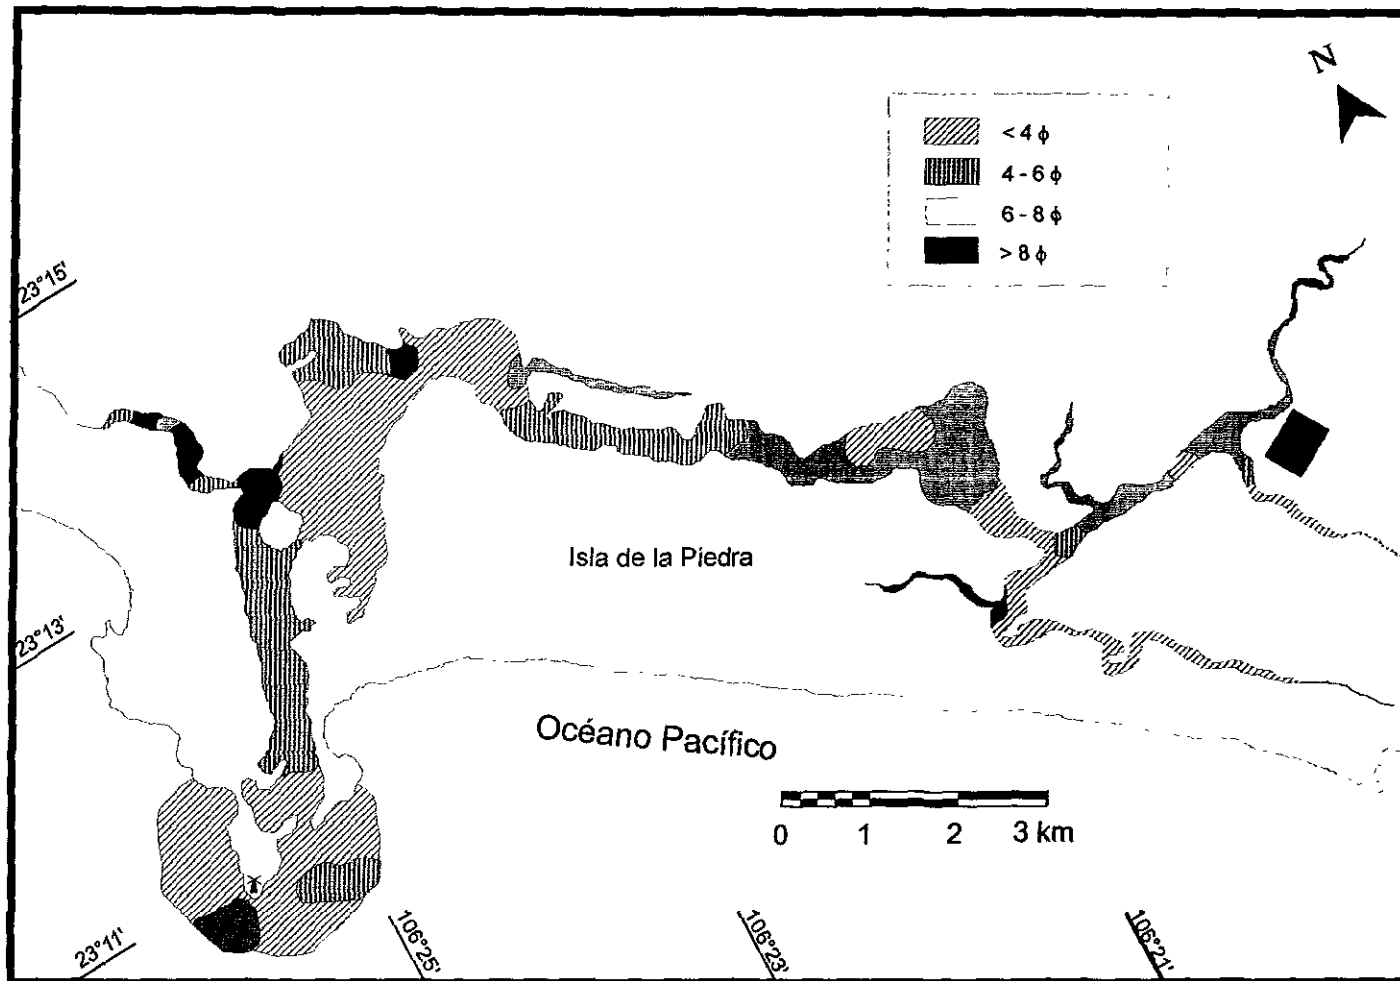 N
< 4 ϕ
4 - 6 ϕ
6 - 8 ϕ
> 8 ϕ
23°15'
Isla de la Piedra
23°13'
Océano Pacífico
0 1 2 3 km
23°11'
106°25'
106°23'
106°21'